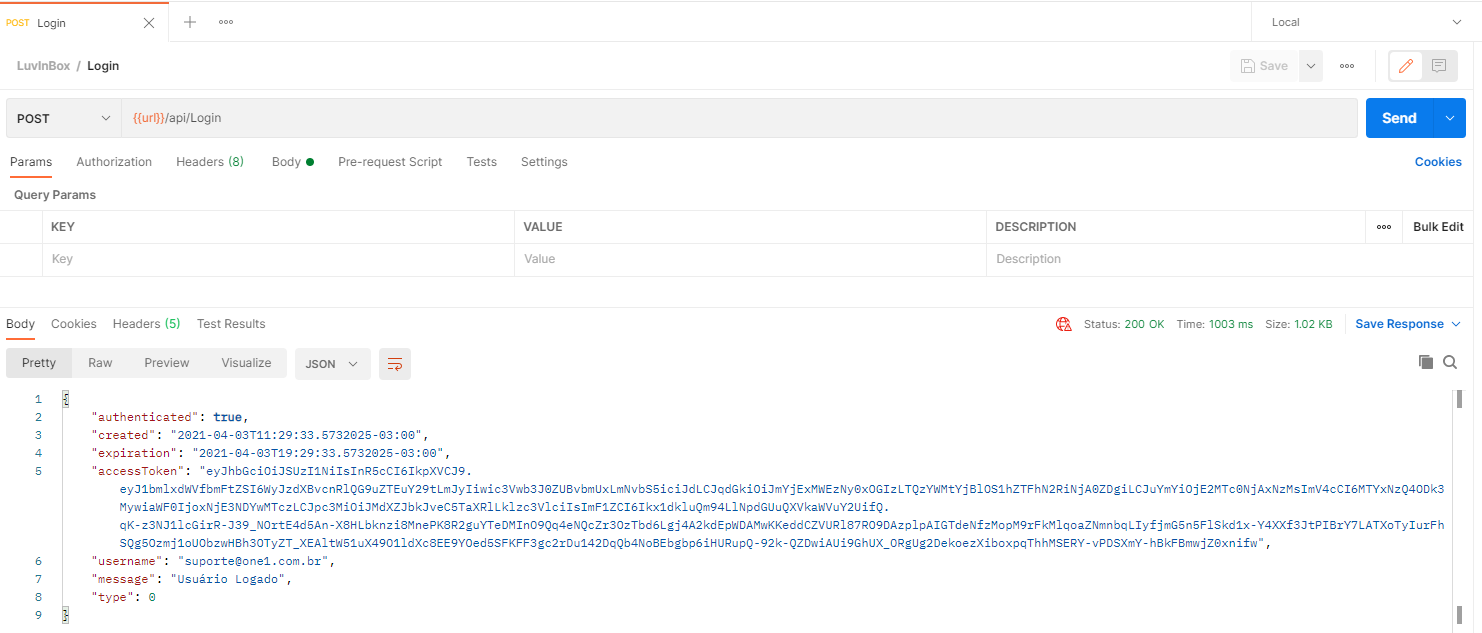 POST Login
Local
LuvInBox / Login
Save
POST {{url}}/api/Login Send
Params Authorization Headers (8) Body Pre-request Script Tests Settings Cookies
Query Params
KEY VALUE DESCRIPTION Bulk Edit
Key Value Description
Body Cookies Headers (5) Test Results Status: 200 OK Time: 1003 ms Size: 1.02 KB Save Response
Pretty Raw Preview Visualize JSON
1 {
2 "authenticated": true,
3 "created": "2021-04-03T11:29:33.5732025-03:00",
4 "expiration": "2021-04-03T19:29:33.5732025-03:00",
5 "accessToken": "eyJhbGciOiJSUzI1NiIsInR5cCI6IkpXVCJ9.
6 "username": "suporte@one1.com.br",
7 "message": "Usuário Logado",
8 "type": 0
9 }